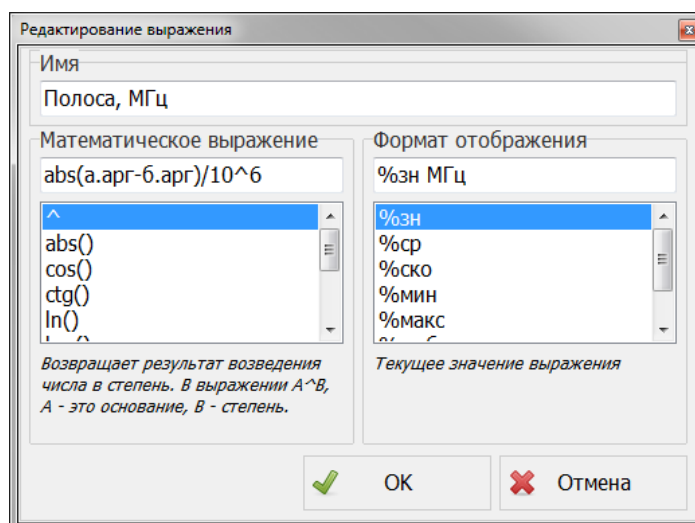 Редактирование выражения
Имя
Полоса, МГц
Математическое выражение
abs(а.арг-б.арг)/10^6
^
abs()
cos()
ctg()
ln()
Возвращает результат возведения
числа в степень. В выражении A^B,
A - это основание, B - степень.
Формат отображения
%зн МГц
%зн
%ср
%ско
%мин
%макс
Текущее значение выражения
OK
Отмена